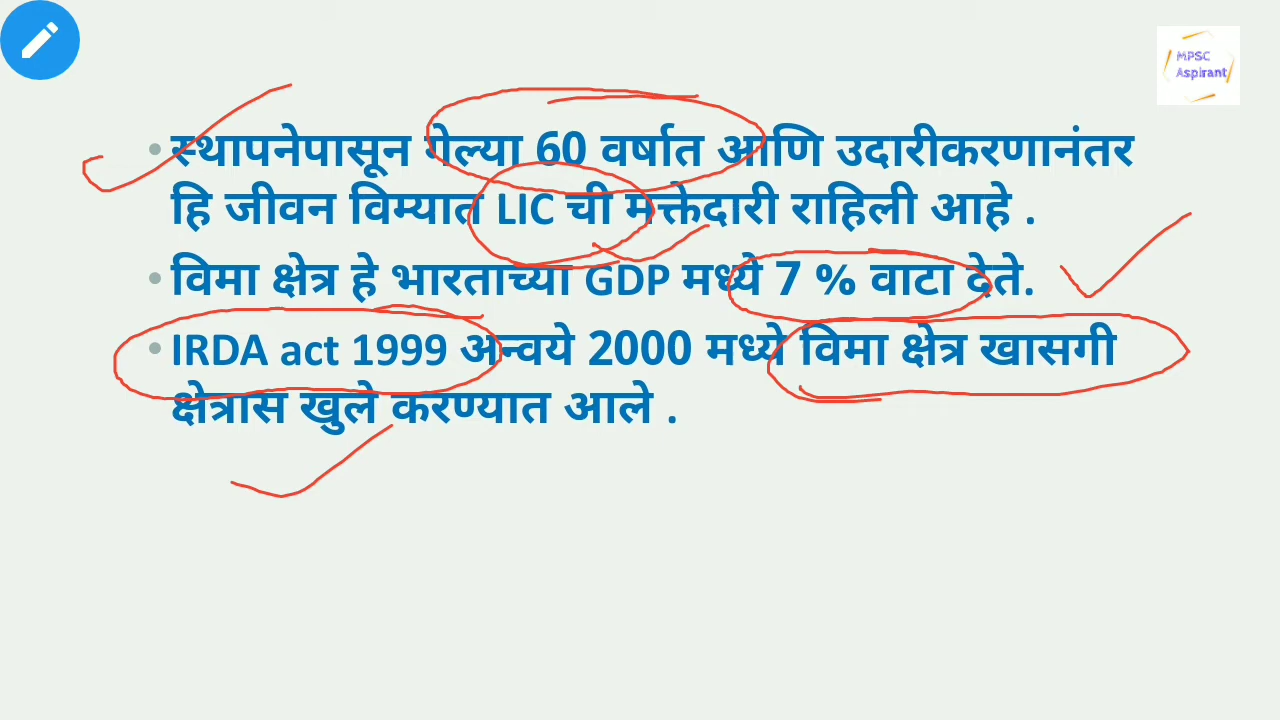 MPSC
Aspirant
• स्थापनेपासून गेल्या 60 वर्षात आणि उदारीकरणानंतर
हि जीवन विम्यात LIC ची मक्तेदारी राहिली आहे .
• विमा क्षेत्र हे भारताच्या GDP मध्ये 7 % वाटा देते.
• IRDA act 1999 अन्वये 2000 मध्ये विमा क्षेत्र खासगी
क्षेत्रास खुले करण्यात आले .